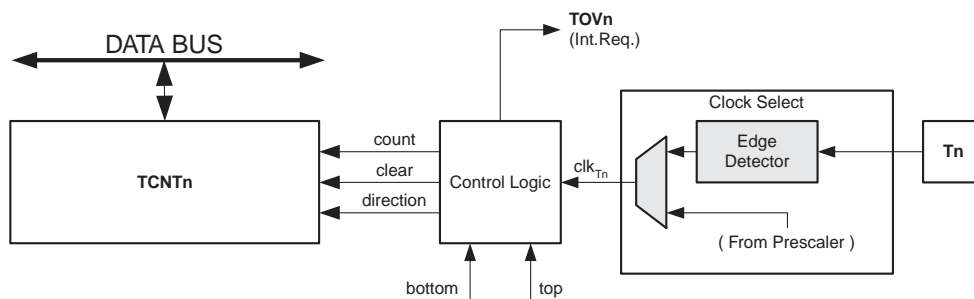 DATA BUS
TOVn
(Int.Req.)
Clock Select
count
Edge
Detector
Tn
TCNTn
clear
Control Logic
clkTn
direction
( From Prescaler )
bottom
top